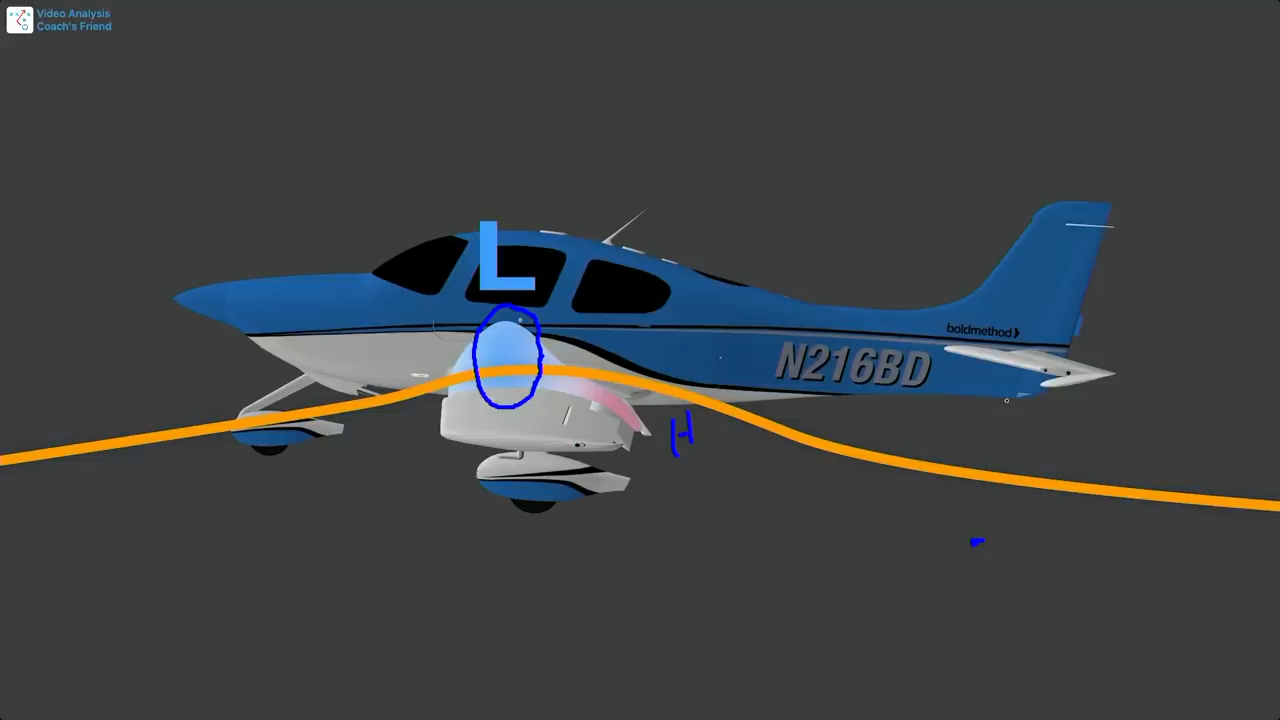 Video Analysis
Coach's Friend
L
boldmethod
N216BD
H